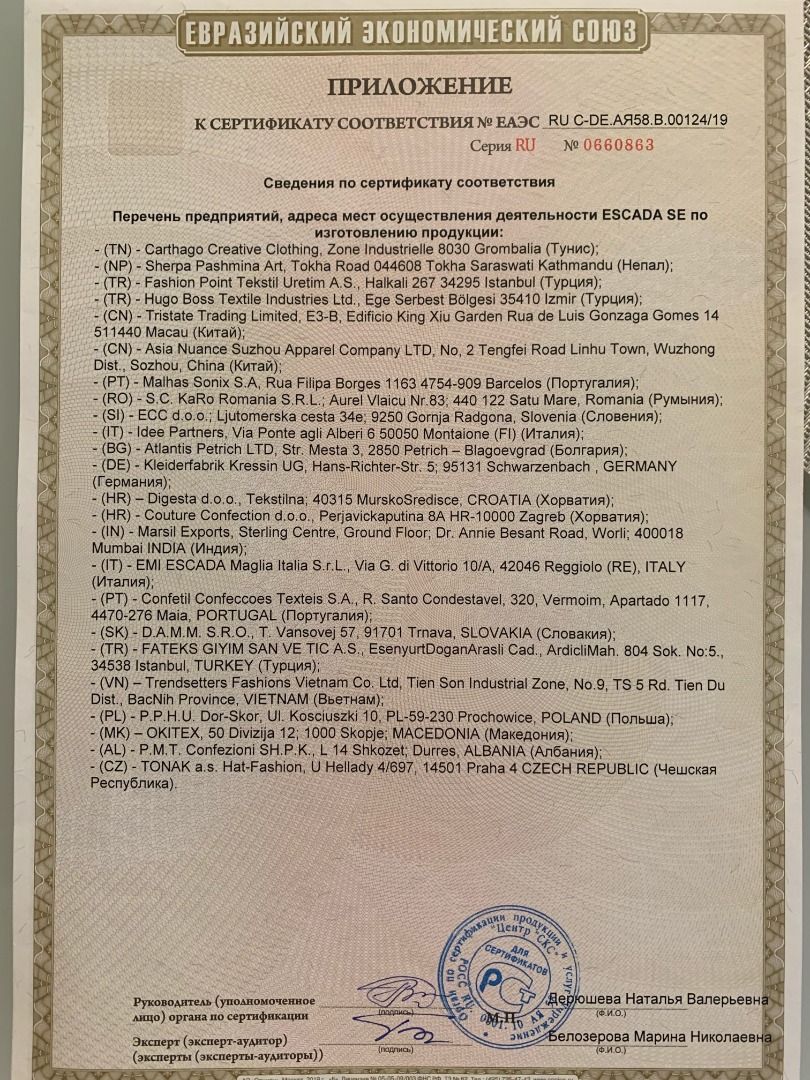 ЕВРАЗИЙСКИЙ ЭКОНОМИЧЕСКИЙ СОЮЗ
ПРИЛОЖЕНИЕ
К СЕРТИФИКАТУ СООТВЕТСТВИЯ № ЕАЭС RU C-DE.АЯ58.В.00124/19
Серия RU № 0660863
Сведения по сертификату соответствия
Перечень предприятий, адреса мест осуществления деятельности ESCADA SE по
изготовлению продукции:
- (TN) - Carthago Creative Clothing, Zone Industrielle 8030 Grombalia (Тунис);
- (NP) - Sherpa Pashmina Art, Tokha Road 044608 Tokha Saraswati Kathmandu (Непал);
- (TR) - Fashion Point Tekstil Uretim A.S., Halkali 267 34295 Istanbul (Турция);
- (TR) - Hugo Boss Textile Industries Ltd., Ege Serbest Bölgesi 35410 Izmir (Турция);
- (CN) - Tristate Trading Limited, E3-B, Edificio King Xiu Garden Rua de Luis Gonzaga Gomes 14
511440 Macau (Китай);
- (CN) - Asia Nuance Suzhou Apparel Company LTD, No, 2 Tengfei Road Linhu Town, Wuzhong
Dist., Sozhou, China (Китай);
- (PT) - Malhas Sonix S.A, Rua Filipa Borges 1163 4754-909 Barcelos (Португалия);
- (RO) - S.C. KaRo Romania S.R.L.; Aurel Vlaicu Nr.83; 440 122 Satu Mare, Romania (Румыния);
- (SI) - ECC d.o.o.; Ljutomerska cesta 34e; 9250 Gornja Radgona, Slovenia (Словения);
- (IT) - Idee Partners, Via Ponte agli Alberi 6 50050 Montaione (FI) (Италия);
- (BG) - Atlantis Petrich LTD, Str. Mesta 3, 2850 Petrich – Blagoevgrad (Болгария);
- (DE) - Kleiderfabrik Kressin UG, Hans-Richter-Str. 5; 95131 Schwarzenbach , GERMANY
(Германия);
- (HR) – Digesta d.o.o., Tekstilna; 40315 MurskoSredisce, CROATIA (Хорватия);
- (HR) - Couture Confection d.o.o., Perjavickaputina 8A HR-10000 Zagreb (Хорватия);
- (IN) - Marsil Exports, Sterling Centre, Ground Floor; Dr. Annie Besant Road, Worli; 400018
Mumbai INDIA (Индия);
- (IT) - EMI ESCADA Maglia Italia S.r.L., Via G. di Vittorio 10/A, 42046 Reggiolo (RE), ITALY
(Италия);
- (PT) - Confetil Confeccoes Texteis S.A., R. Santo Condestavel, 320, Vermoim, Apartado 1117,
4470-276 Maia, PORTUGAL (Португалия);
- (SK) - D.A.M.M. S.R.O., T. Vansovej 57, 91701 Trnava, SLOVAKIA (Словакия);
- (TR) - FATEKS GIYIM SAN VE TIC A.S., EsenyurtDoganArasli Cad., ArdicliMah. 804 Sok. No:5.,
34538 Istanbul, TURKEY (Турция);
- (VN) – Trendsetters Fashions Vietnam Co. Ltd, Tien Son Industrial Zone, No.9, TS 5 Rd. Tien Du
Dist., BacNih Province, VIETNAM (Вьетнам);
- (PL) - P.P.H.U. Dor-Skor, Ul. Kosciuszki 10, PL-59-230 Prochowice, POLAND (Польша);
- (MK) – OKITEX, 50 Divizija 12; 1000 Skopje; MACEDONIA (Македония);
- (AL) - P.M.T. Confezioni SH.P.K., L 14 Shkozet; Durres, ALBANIA (Албания);
- (CZ) - TONAK a.s. Hat-Fashion, U Hellady 4/697, 14501 Praha 4 CZECH REPUBLIC (Чешская
Республика).
Орган по сертификации продукции и услуг
"Центр "СКС"
ДЛЯ
СЕРТИФИКАТОВ
РОСС RU 0001.10 АЯ
Руководитель (уполномоченное
лицо) органа по сертификации
(подпись)
М.П.
Дерюшева Наталья Валерьевна
(Ф.И.О.)
Эксперт (эксперт-аудитор)
(эксперты (эксперты-аудиторы))
(подпись)
Белозерова Марина Николаевна
(Ф.И.О.)